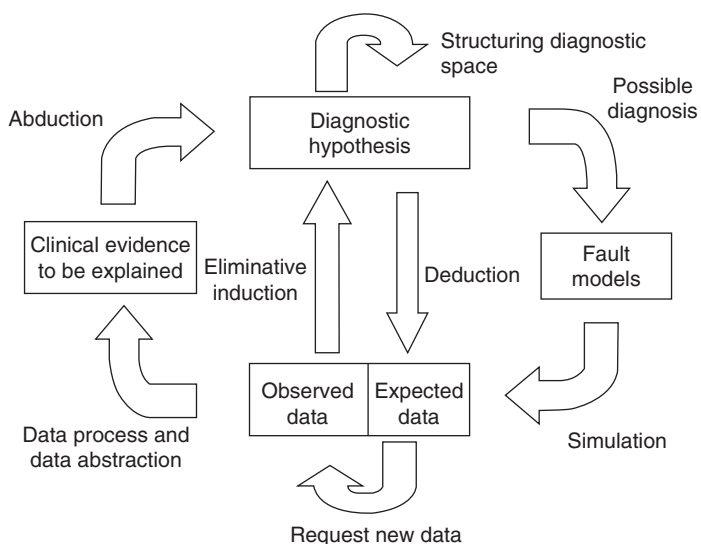 Structuring diagnostic
space
Possible
diagnosis
Abduction
Diagnostic
hypothesis
Clinical evidence
to be explained
Eliminative
induction
Deduction
Fault
models
Observed
data
Expected
data
Data process and
data abstraction
Simulation
Request new data